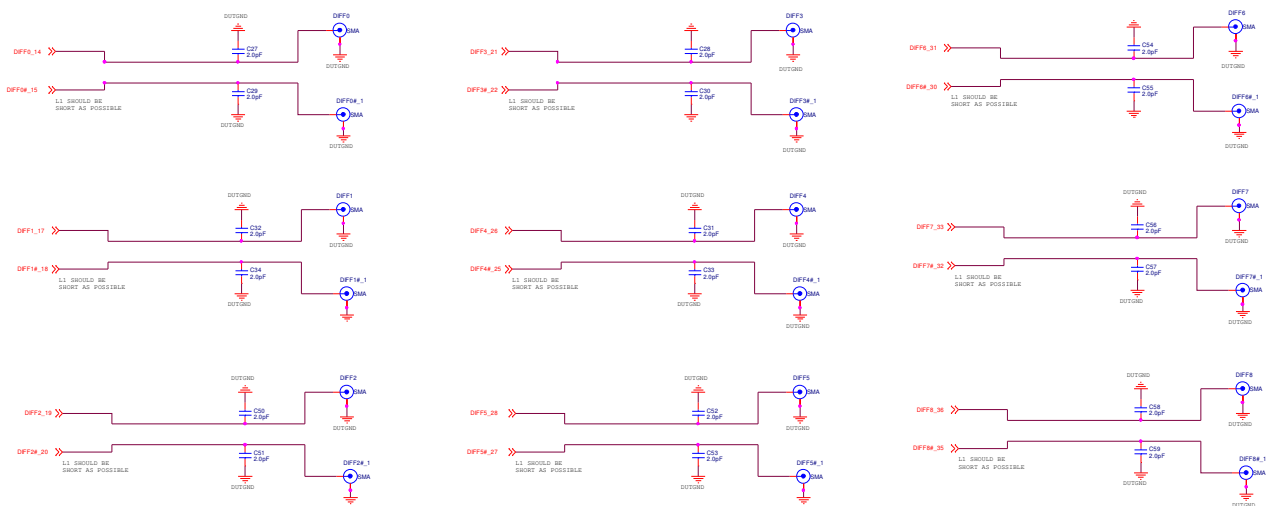 DUTGND
DIFF0
SMA
DIFF0_14
C27
2.0pF
DUTGND
DIFF0#_15
C29
2.0pF
L1 SHOULD BE
SHORT AS POSSIBLE
DIFF0#_1
SMA
DUTGND
DUTGND
DIFF3
SMA
DIFF3_21
C28
2.0pF
DUTGND
DIFF3#_22
C30
2.0pF
L1 SHOULD BE
SHORT AS POSSIBLE
DIFF3#_1
SMA
DUTGND
DIFF6
SMA
DIFF6_31
C54
2.0pF
DUTGND
DIFF6#_30
C55
2.0pF
L1 SHOULD BE
SHORT AS POSSIBLE
DIFF6#_1
SMA
DUTGND
DUTGND
DIFF1
SMA
DIFF1_17
C32
2.0pF
DUTGND
DIFF1#_18
C34
2.0pF
L1 SHOULD BE
SHORT AS POSSIBLE
DIFF1#_1
SMA
DUTGND
DUTGND
DIFF4
SMA
DIFF4_26
C31
2.0pF
DUTGND
DIFF4#_25
C33
2.0pF
L1 SHOULD BE
SHORT AS POSSIBLE
DIFF4#_1
SMA
DUTGND
DUTGND
DUTGND
DIFF7
SMA
DIFF7_33
C56
2.0pF
DUTGND
DIFF7#_32
C57
2.0pF
L1 SHOULD BE
SHORT AS POSSIBLE
DIFF7#_1
SMA
DUTGND
DUTGND
DUTGND
DIFF2
SMA
DIFF2_19
C50
2.0pF
DUTGND
DIFF2#_20
C51
2.0pF
L1 SHOULD BE
SHORT AS POSSIBLE
DIFF2#_1
SMA
DUTGND
DUTGND
DIFF5
SMA
DIFF5_28
C52
2.0pF
DUTGND
DIFF5#_27
C53
2.0pF
L1 SHOULD BE
SHORT AS POSSIBLE
DIFF5#_1
SMA
DUTGND
DUTGND
DIFF8
SMA
DIFF8_36
C58
2.0pF
DUTGND
DIFF8#_35
C59
2.0pF
L1 SHOULD BE
SHORT AS POSSIBLE
DIFF8#_1
SMA
DUTGND
DUTGND